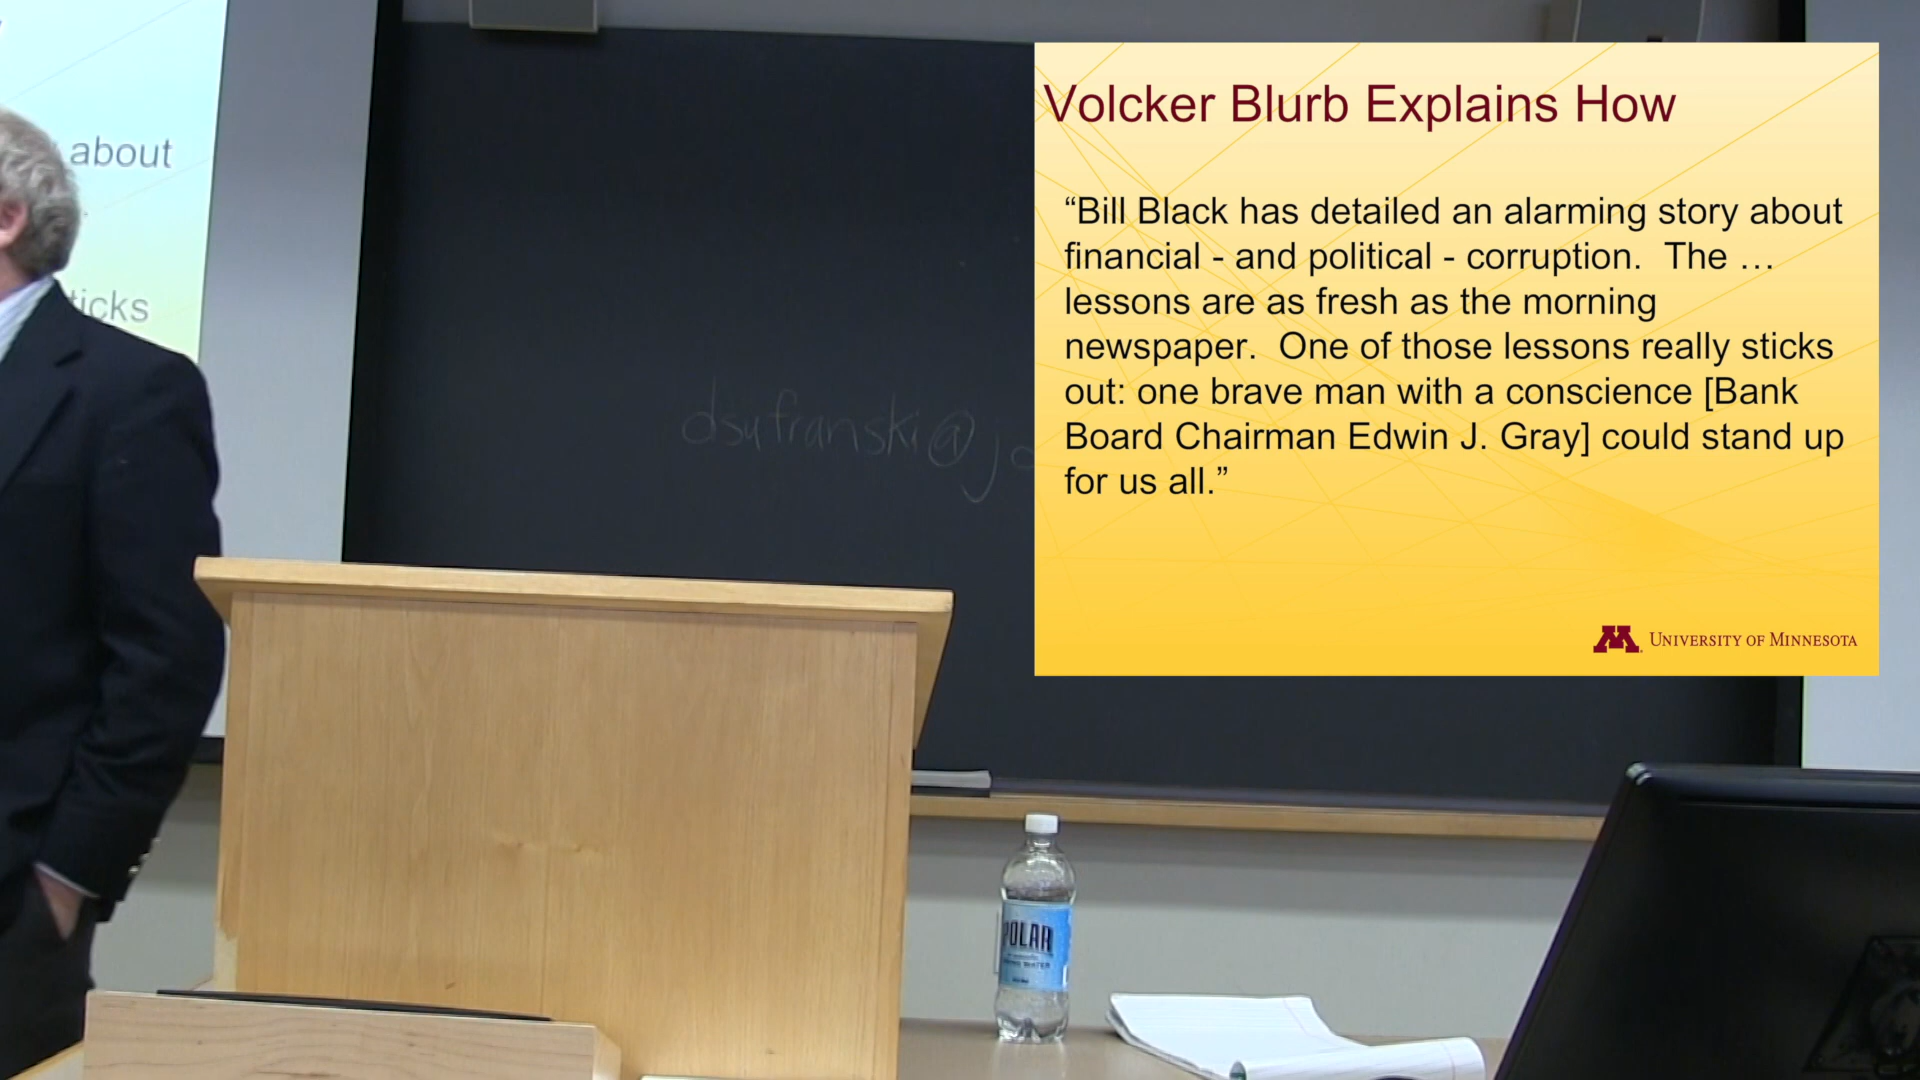 about
ticks
dsufranski@jo
Volcker Blurb Explains How
“Bill Black has detailed an alarming story about
financial - and political - corruption.  The …
lessons are as fresh as the morning
newspaper.  One of those lessons really sticks
out: one brave man with a conscience [Bank
Board Chairman Edwin J. Gray] could stand up
for us all.”
M
UNIVERSITY OF MINNESOTA
POLAR